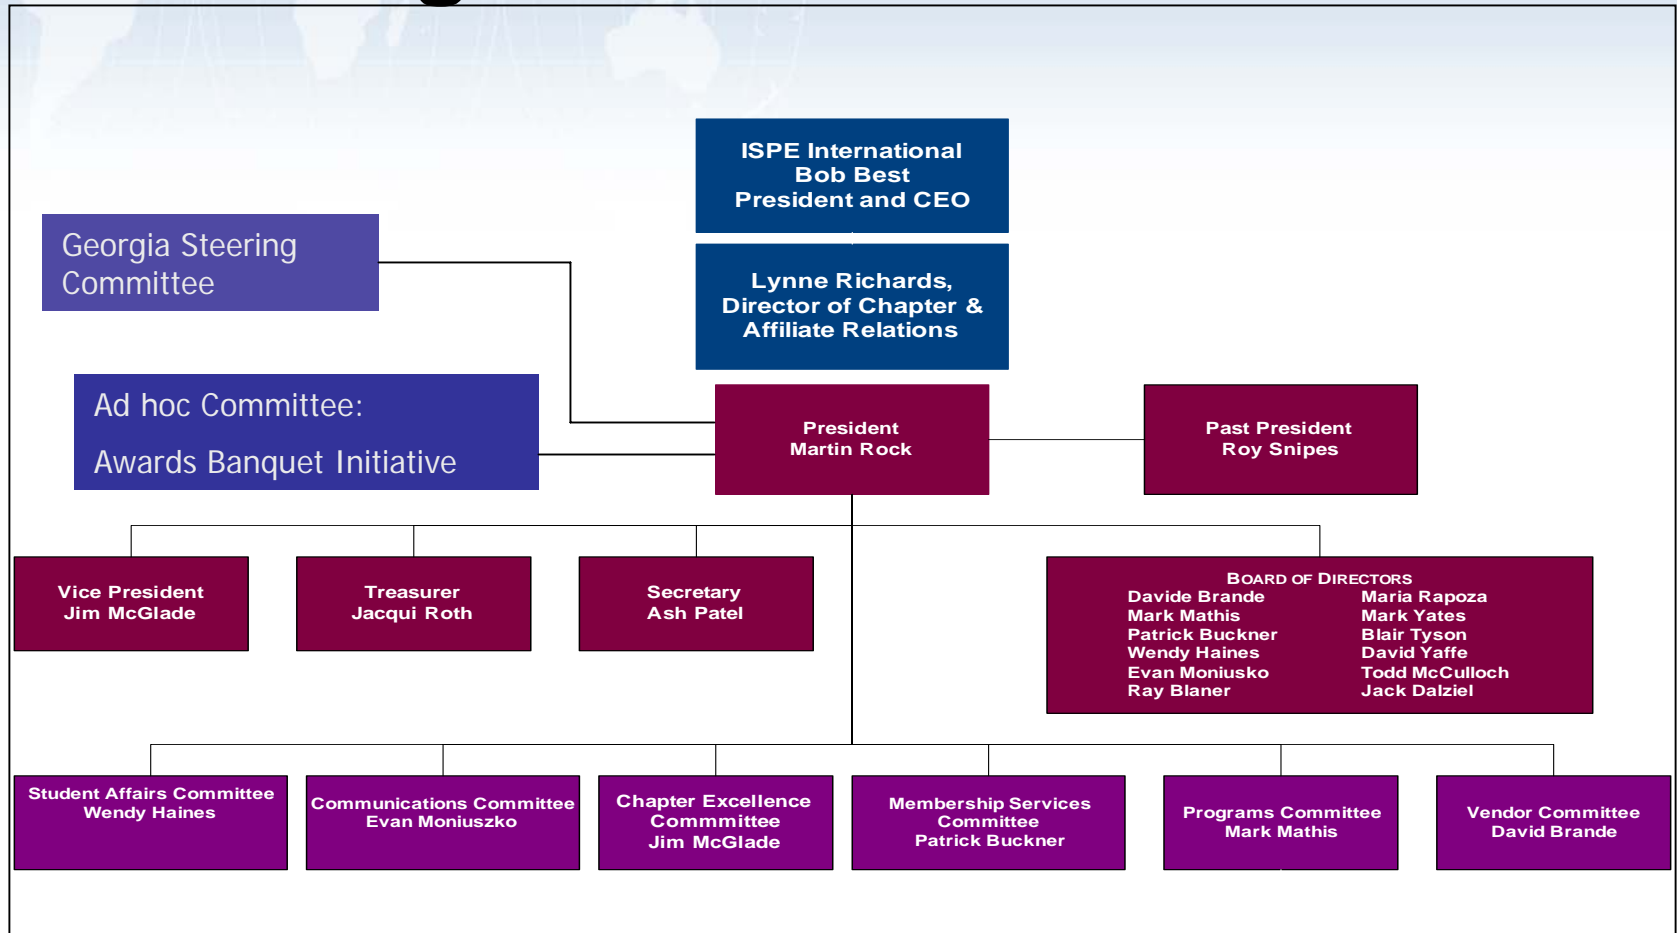 ISPE International
Bob Best
President and CEO
Georgia Steering
Committee
Lynne Richards,
Director of Chapter &
Affiliate Relations
Ad hoc Committee:
Awards Banquet Initiative
President
Martin Rock
Past President
Roy Snipes
Vice President
Jim McGlade
Treasurer
Jacqui Roth
Secretary
Ash Patel
BOARD OF DIRECTORS
Davide Brande
Mark Mathis
Patrick Buckner
Wendy Haines
Evan Moniusko
Ray Blaner
Maria Rapoza
Mark Yates
Blair Tyson
David Yaffe
Todd McCulloch
Jack Dalziel
Student Affairs Committee
Wendy Haines
Communications Committee
Evan Moniuszko
Chapter Excellence
Commmittee
Jim McGlade
Membership Services
Committee
Patrick Buckner
Programs Committee
Mark Mathis
Vendor Committee
David Brande